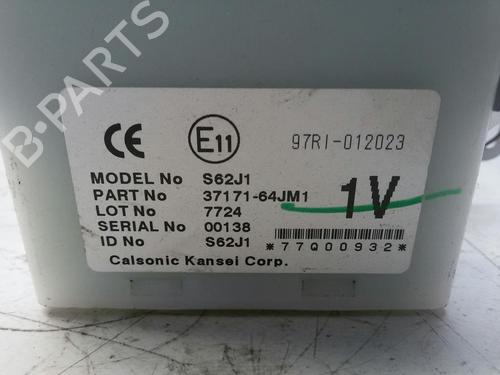 B-PARTS
CE E11 97RI-012023
MODEL No S62J1
PART No 37171-64JM1 1V
LOT No 7724
SERIAL No 00138
ID No S62J1 *77Q00932*
Calsonic Kansei Corp.